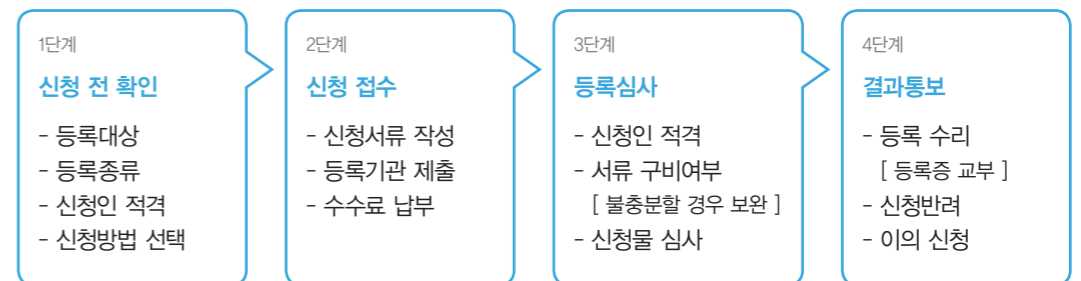 1단계
신청 전 확인
- 등록대상
- 등록종류
- 신청인 적격
- 신청방법 선택
2단계
신청 접수
- 신청서류 작성
- 등록기관 제출
- 수수료 납부
3단계
등록심사
- 신청인 적격
- 서류 구비여부
[ 불충분할 경우 보완 ]
- 신청물 심사
4단계
결과통보
- 등록 수리
[ 등록증 교부 ]
- 신청반려
- 이의 신청